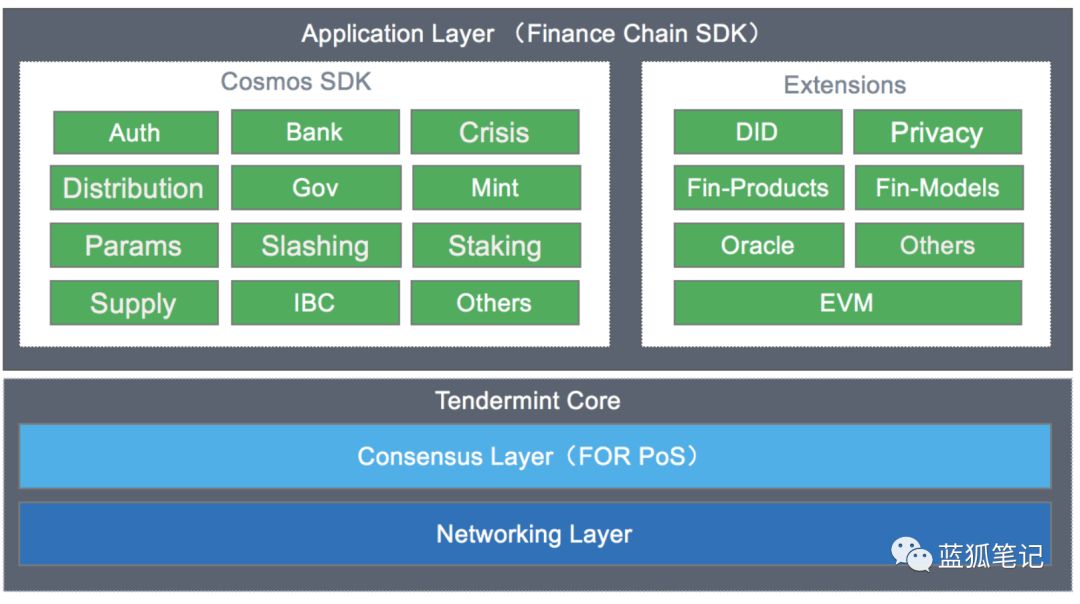 Application Layer （Finance Chain SDK）
Cosmos SDK
Auth
Bank
Crisis
Distribution
Gov
Mint
Params
Slashing
Staking
Supply
IBC
Others
Extensions
DID
Privacy
Fin-Products
Fin-Models
Oracle
Others
EVM
Tendermint Core
Consensus Layer（FOR PoS）
Networking Layer
蓝狐笔记